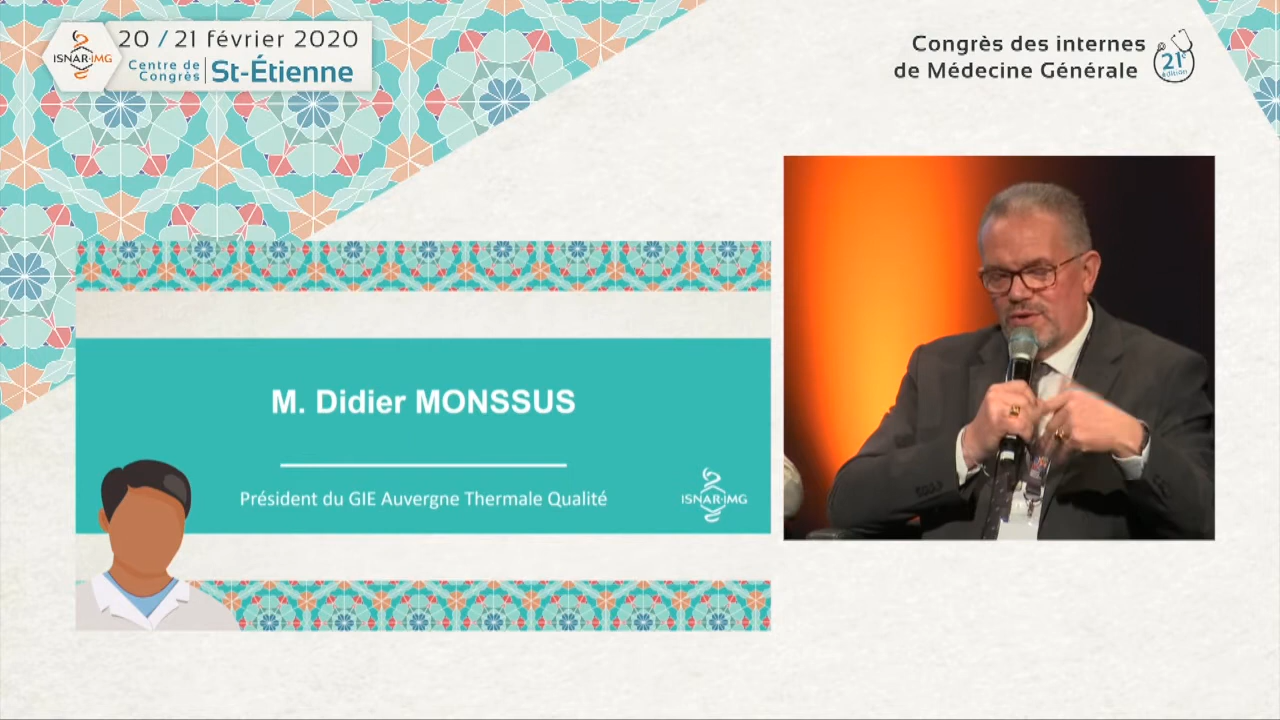 ISNAR-IMG
20 / 21 février 2020
Centre de
Congrès
St-Étienne
Congrès des internes
de Médecine Générale
21e
édition
M. Didier MONSSUS
Président du GIE Auvergne Thermale Qualité
ISNAR-IMG